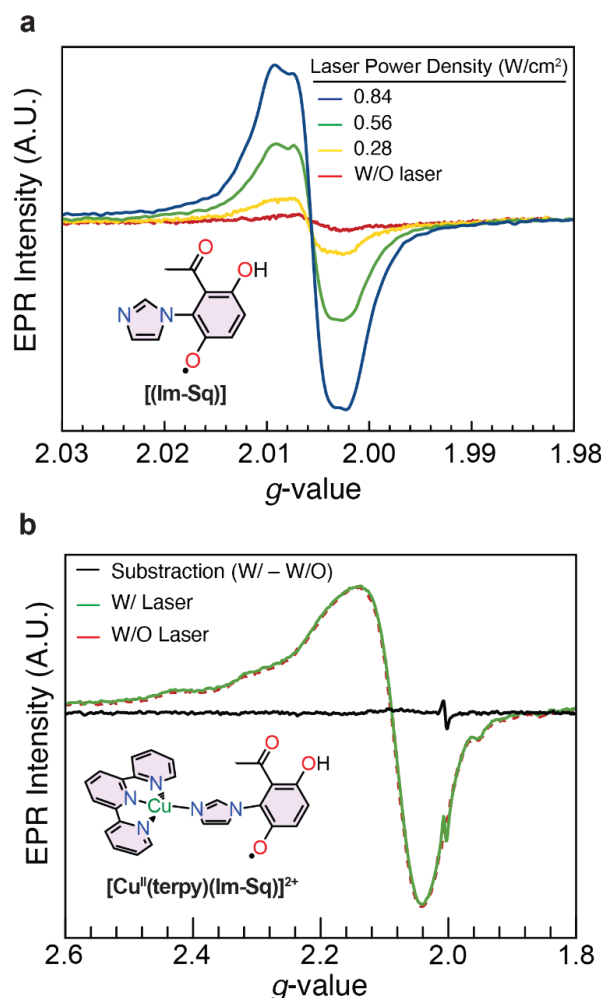 a
Laser Power Density (W/cm²)
0.84
0.56
0.28
W/O laser
EPR Intensity (A.U.)
O
OH
N
N
O
•
[(Im-Sq)]
2.03 2.02 2.01 2.00 1.99 1.98
g-value
b
Substraction (W/ – W/O)
W/ Laser
W/O Laser
EPR Intensity (A.U.)
O
OH
N
N Cu N N
N
O
•
[Cuᴵᴵ(terpy)(Im-Sq)]²⁺
2.6 2.4 2.2 2.0 1.8
g-value